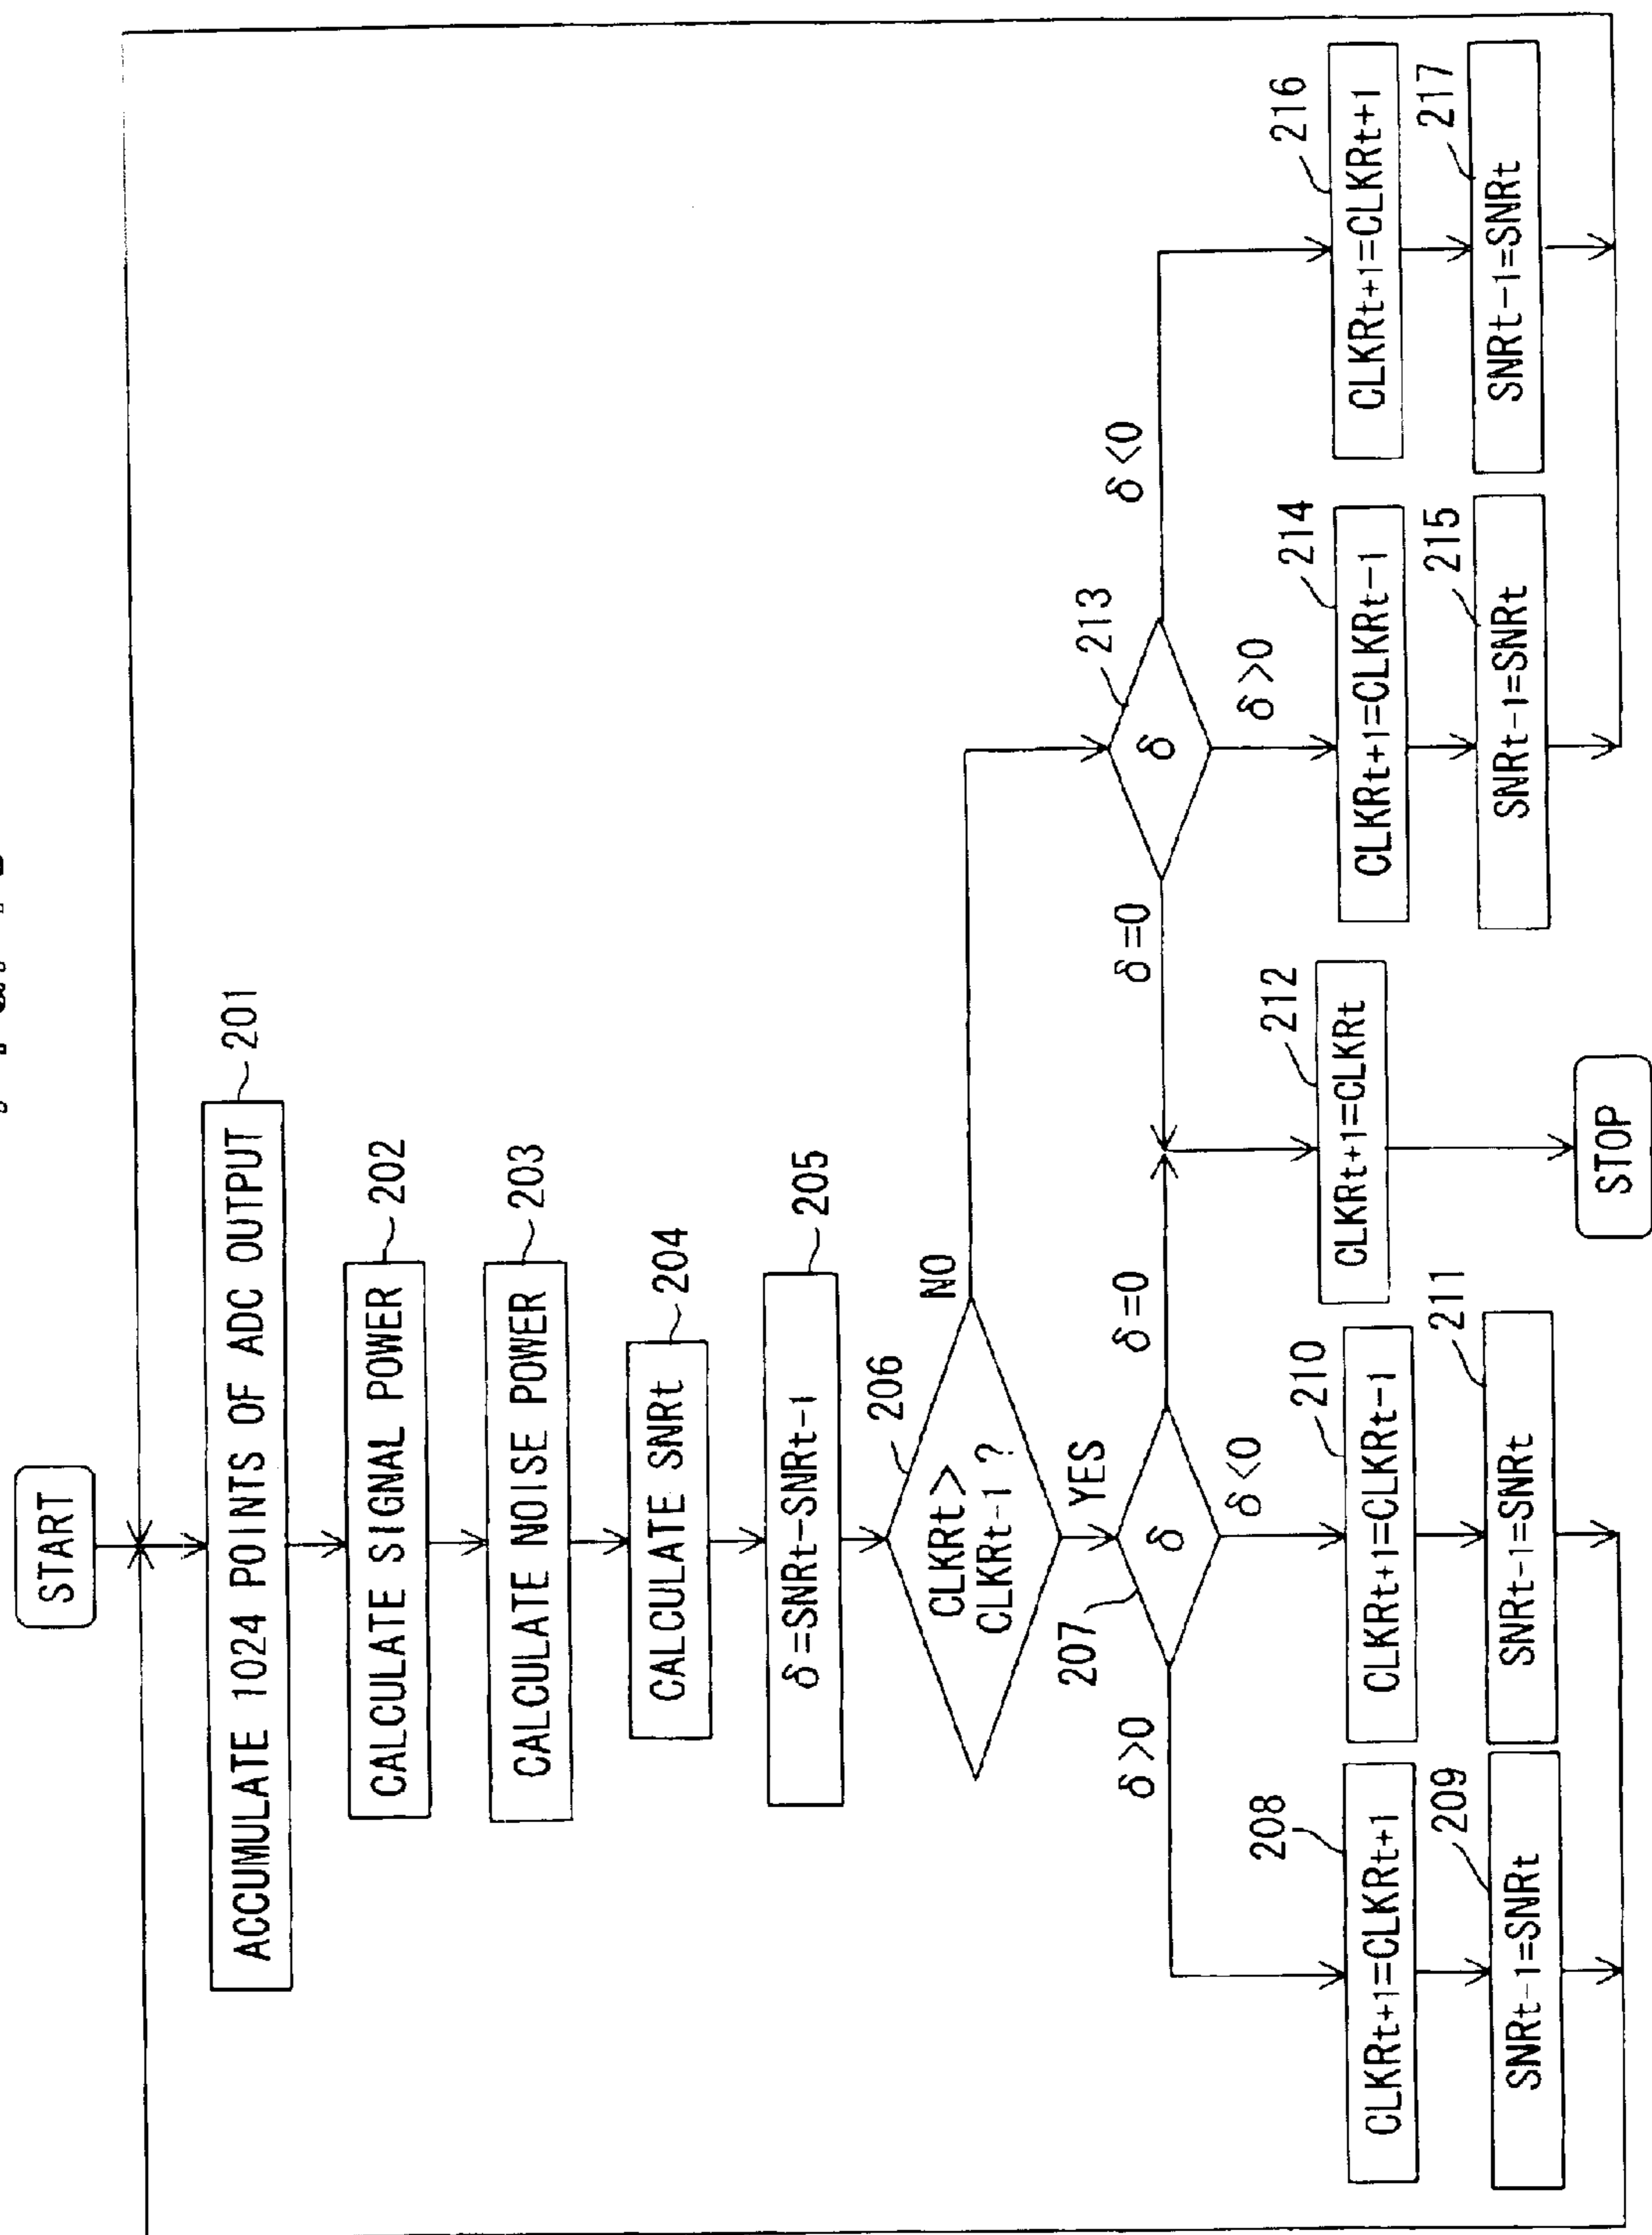 START
ACCUMULATE 1024 POINTS OF ADC OUTPUT
201
CALCULATE SIGNAL POWER
202
CALCULATE NOISE POWER
203
CALCULATE SNRt
204
δ=SNRt-SNRt-1
205
206
CLKRt>
CLKRt-1 ?
NO
YES
207
δ
δ>0
δ<0
δ=0
213
δ
δ=0
δ>0
δ<0
208
CLKRt+1=CLKRt+1
209
SNRt-1=SNRt
210
CLKRt+1=CLKRt-1
211
SNRt-1=SNRt
212
CLKRt+1=CLKRt
STOP
214
CLKRt+1=CLKRt-1
215
SNRt-1=SNRt
216
CLKRt+1=CLKRt+1
217
SNRt-1=SNRt